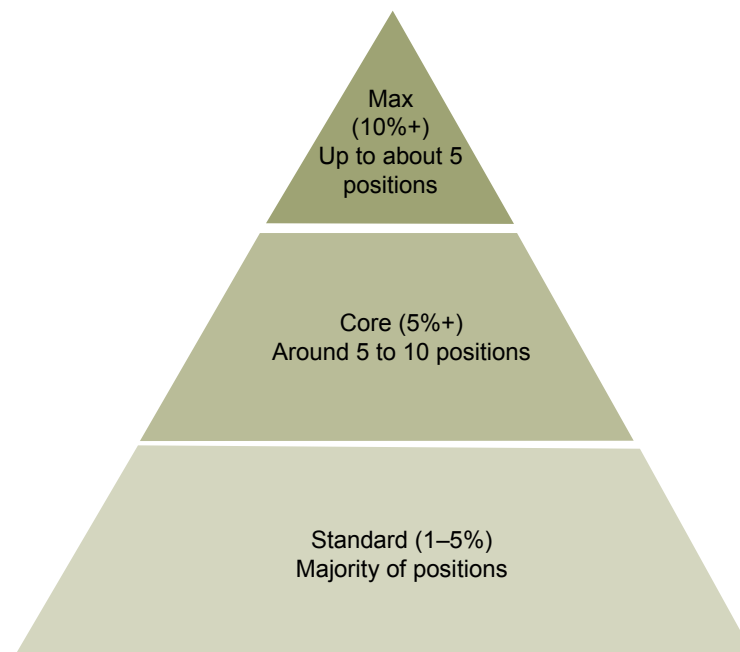 Max
(10%+)
Up to about 5
positions
Core (5%+)
Around 5 to 10 positions
Standard (1–5%)
Majority of positions